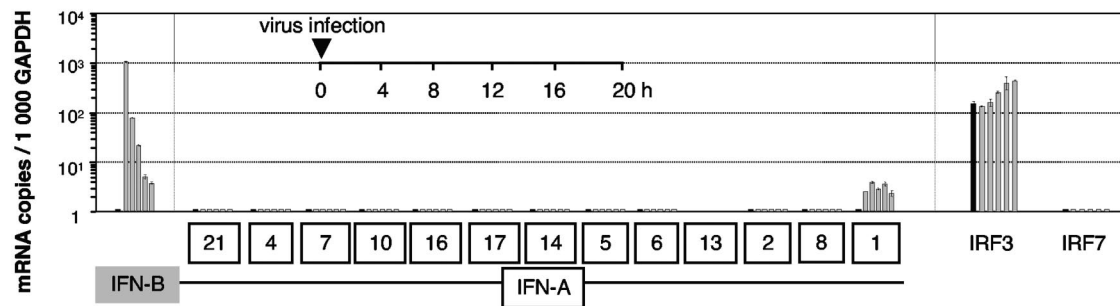 mRNA copies / 1 000 GAPDH
10⁴
10³
10²
10¹
1
virus infection
0 4 8 12 16 20 h
21 4 7 10 16 17 14 5 6 13 2 8 1 IRF3 IRF7
IFN-B IFN-A